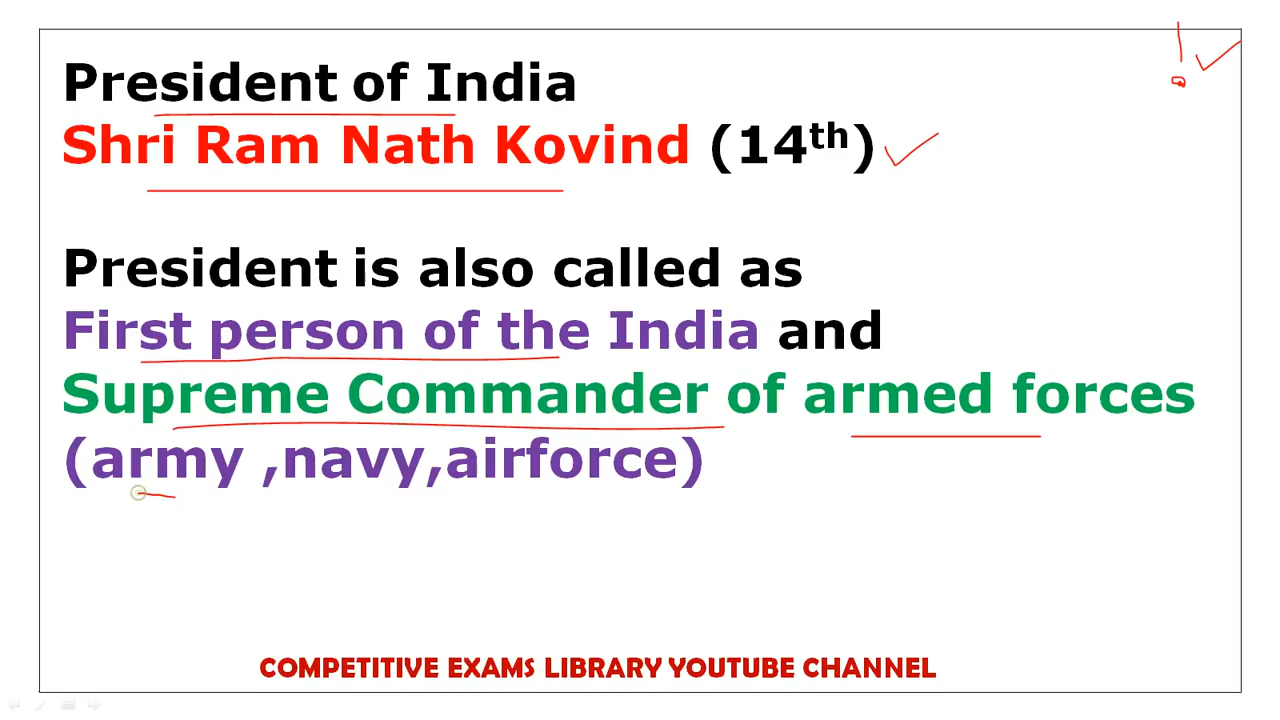 President of India
Shri Ram Nath Kovind (14th)
President is also called as
First person of the India and
Supreme Commander of armed forces
(army ,navy,airforce)
COMPETITIVE EXAMS LIBRARY YOUTUBE CHANNEL